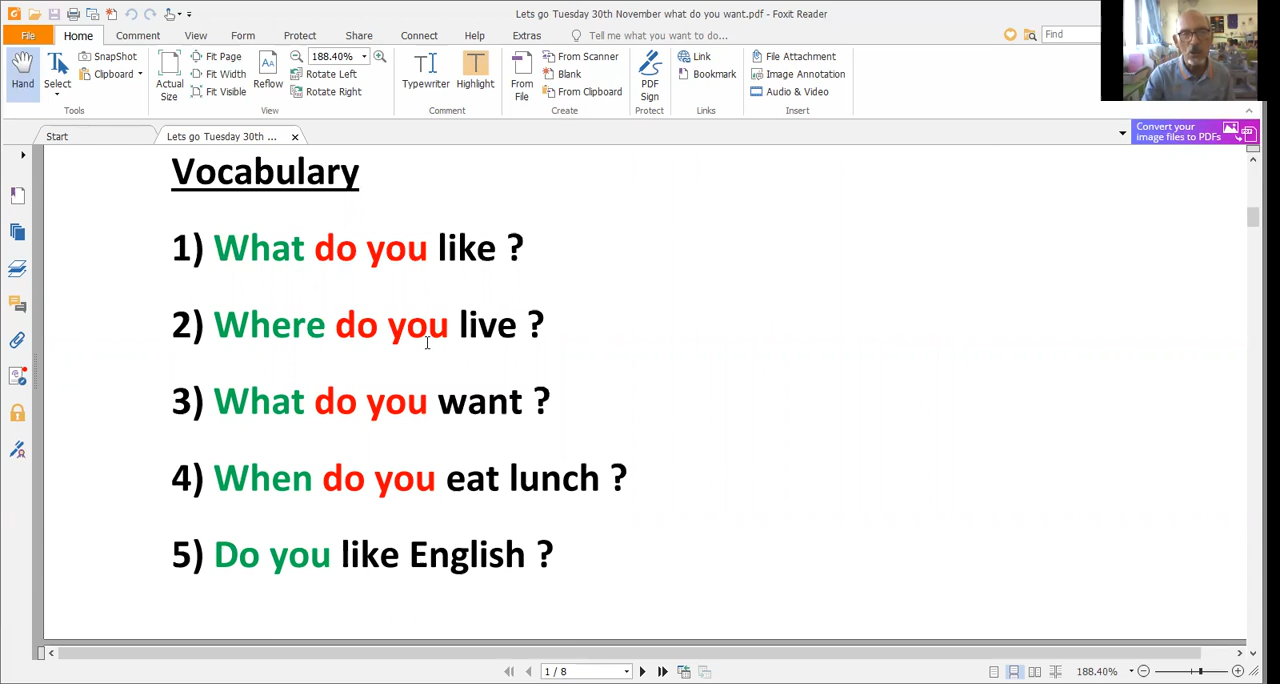 Lets go Tuesday 30th November what do you want.pdf - Foxit Reader
File Home Comment View Form Protect Share Connect Help Extras Tell me what you want to do... Find
Hand
Select
SnapShot
Clipboard
Tools
Actual Size
Fit Page
Fit Width
Fit Visible
Reflow
188.40%
Rotate Left
Rotate Right
View
Typewriter
Highlight
Comment
From File
From Scanner
Blank
From Clipboard
Create
PDF Sign
Protect
Link
Bookmark
Links
File Attachment
Image Annotation
Audio & Video
Insert
Start
Lets go Tuesday 30th ...
Convert your
image files to PDFs
Vocabulary
1) What do you like ?
2) Where do you live ?
3) What do you want ?
4) When do you eat lunch ?
5) Do you like English ?
1 / 8
188.40%